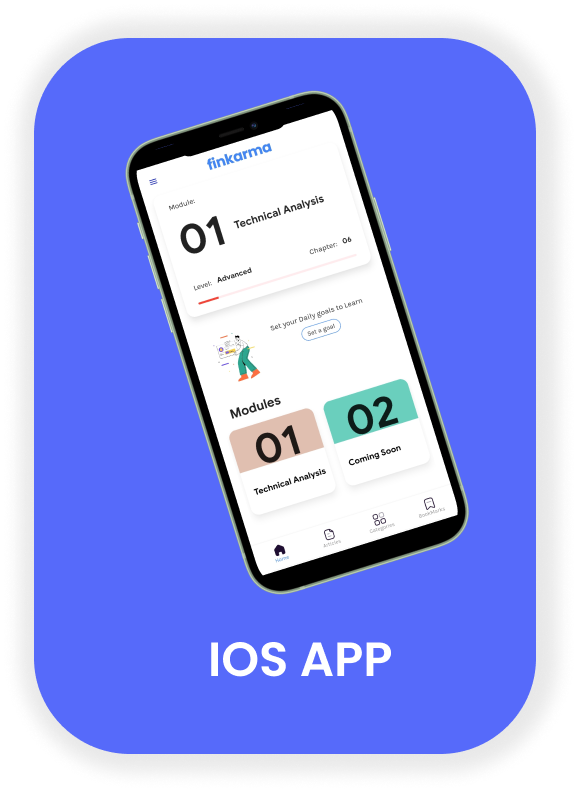 finkarma
Module:
01 Technical Analysis
Level: Advanced Chapter: 06
Set your Daily goals to Learn
Set a goal
Modules
01 02
Technical Analysis Coming Soon
Home Articles Categories BookMarks
IOS APP